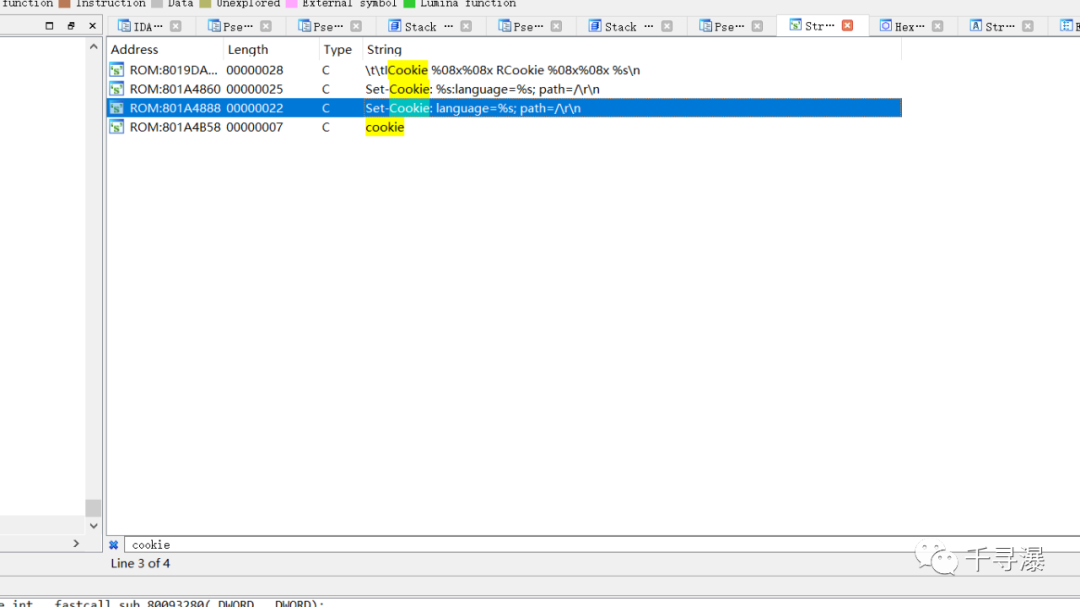 function Instruction Data Unexplored External symbol Lumina function
IDA··· Pse··· Pse··· Stack ··· Pse··· Stack ··· Pse··· Str··· Hex··· Str···
Address Length Type String
ROM:8019DA... 00000028 C \t\tlCookie %08x%08x RCookie %08x%08x %s\n
ROM:801A4860 00000025 C Set-Cookie: %s:language=%s; path=/\r\n
ROM:801A4888 00000022 C Set-Cookie: language=%s; path=/\r\n
ROM:801A4B58 00000007 C cookie
cookie
Line 3 of 4
千寻瀑
int __fastcall sub_80093280(_DWORD, _DWORD);